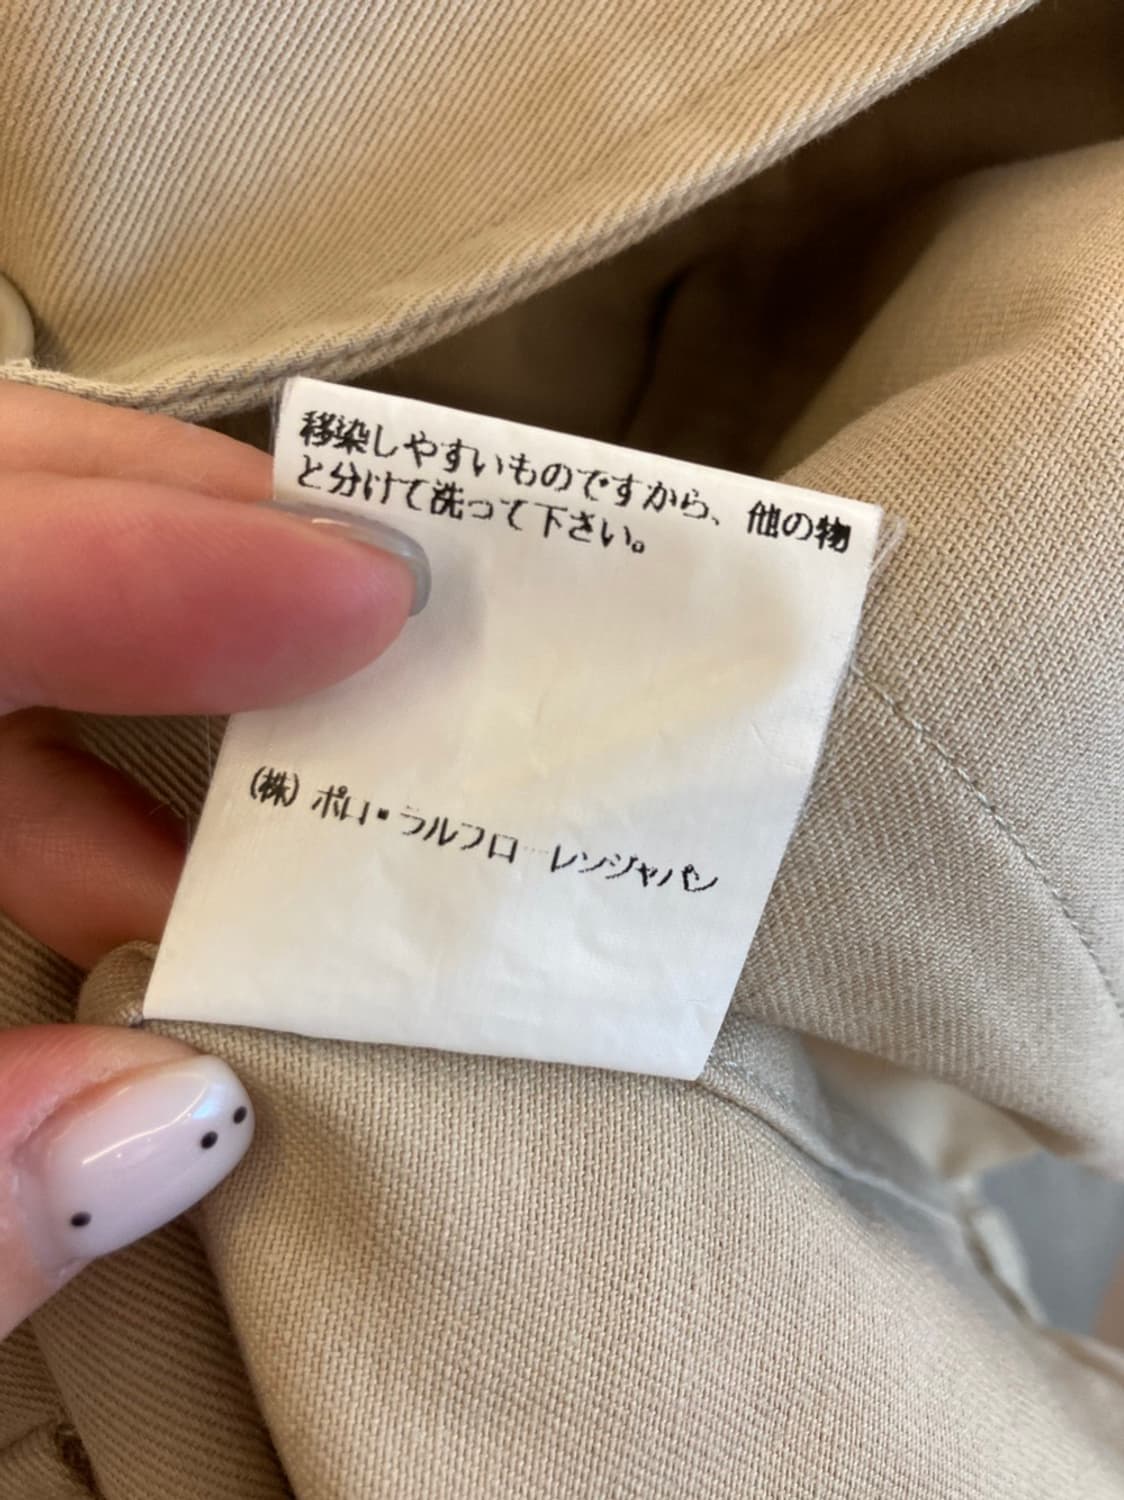 移染しやすいものですから、他の物
と分けて洗って下さい。
(株) ポロ・ラルフローレンジャパン